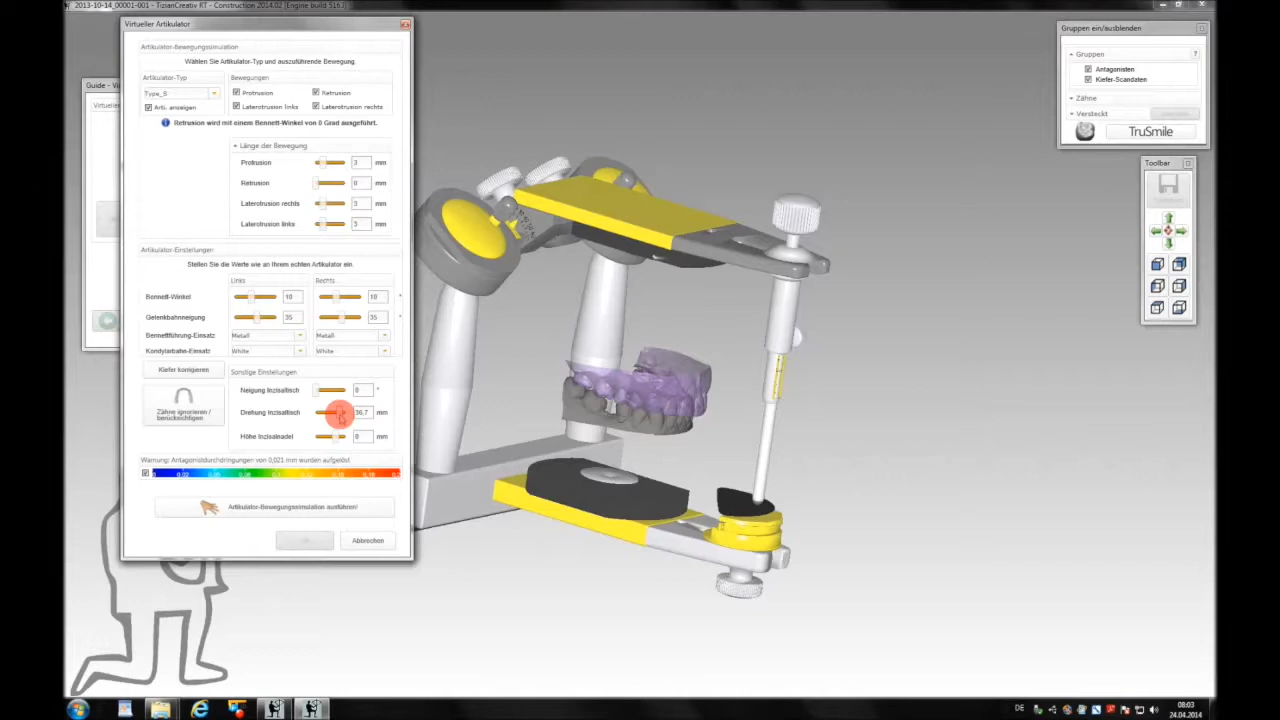 2013-10-14_00001-001 - TizianCreativ RT - Construction 2014.02 [Engine build 5163]
Virtueller Artikulator
Artikulator-Bewegungssimulation
Wählen Sie Artikulator-Typ und auszuführende Bewegung.
Artikulator-Typ
Bewegungen
Type_S
Protrusion
Retrusion
Arti. anzeigen
Laterotrusion links
Laterotrusion rechts
Retrusion wird mit einem Bennett-Winkel von 0 Grad ausgeführt.
Länge der Bewegung
Protrusion 3 mm
Retrusion 0 mm
Laterotrusion rechts 3 mm
Laterotrusion links 3 mm
Artikulator-Einstellungen
Stellen Sie die Werte wie an Ihrem echten Artikulator ein.
Links
Rechts
Bennett-Winkel 10 10 °
Gelenkbahnneigung 35 35 °
Bennettführung-Einsatz Metall Metall
Kondylarbahn-Einsatz White White
Kiefer korrigieren
Sonstige Einstellungen
Neigung Inzisaltisch 0 °
Zähne ignorieren /
berücksichtigen
Drehung Inzisaltisch 36,7 mm
Höhe Inzisalnadel 0 mm
Warnung: Antagonistdurchdringungen von 0,021 mm wurden aufgelöst
Artikulator-Bewegungssimulation ausführen!
Abbrechen
Guide - Vi
Virtueller
Gruppen ein/ausblenden
Gruppen
?
Antagonisten
Kiefer-Scandaten
Zähne
Versteckt
TruSmile
Toolbar
DE
08:03
24.04.2014